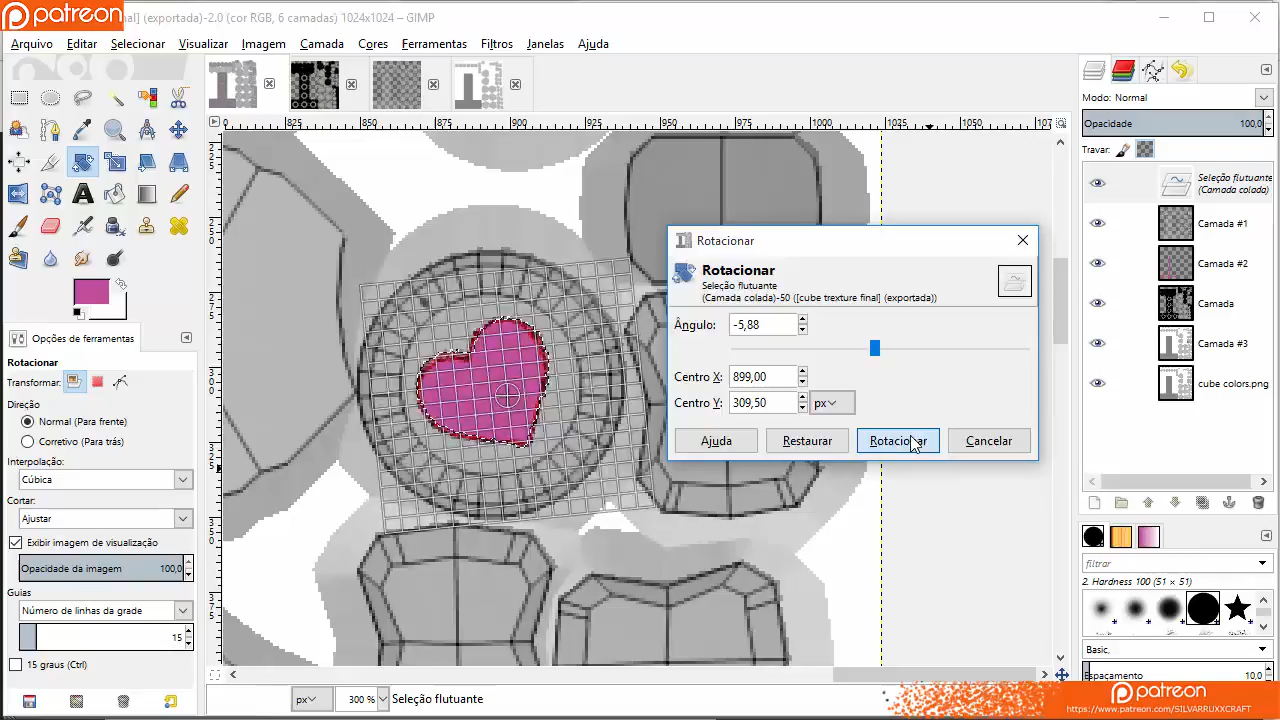 patreon
al] (exportada)-2.0 (cor RGB, 6 camadas) 1024x1024 – GIMP
Arquivo Editar Selecionar Visualizar Imagem Camada Cores Ferramentas Filtros Janelas Ajuda
Modo: Normal
Opacidade 100,0
Travar:
825 850 875 900 925 950 975 1000 1025 1050 107
Seleção flutuante
(Camada colada)
Camada #1
Camada #2
Camada
Camada #3
cube colors.png
Rotacionar
Rotacionar
Seleção flutuante
(Camada colada)-50 ([cube trexture final] (exportada))
Ângulo: -5,88
Centro X: 899,00
Centro Y: 309,50 px
Ajuda Restaurar Rotacionar Cancelar
Opções de ferramentas
Rotacionar
Transformar:
Direção
Normal (Para frente)
Corretivo (Para trás)
Interpolação:
Cúbica
Cortar:
Ajustar
Exibir imagem de visualização
Opacidade da imagem 100,0
Guias
Número de linhas da grade
15
15 graus (Ctrl)
filtrar
2. Hardness 100 (51 × 51)
Basic,
Espaçamento 10,0
px 300 % Seleção flutuante
patreon
https://www.patreon.com/SILVARRUXXCRAFT